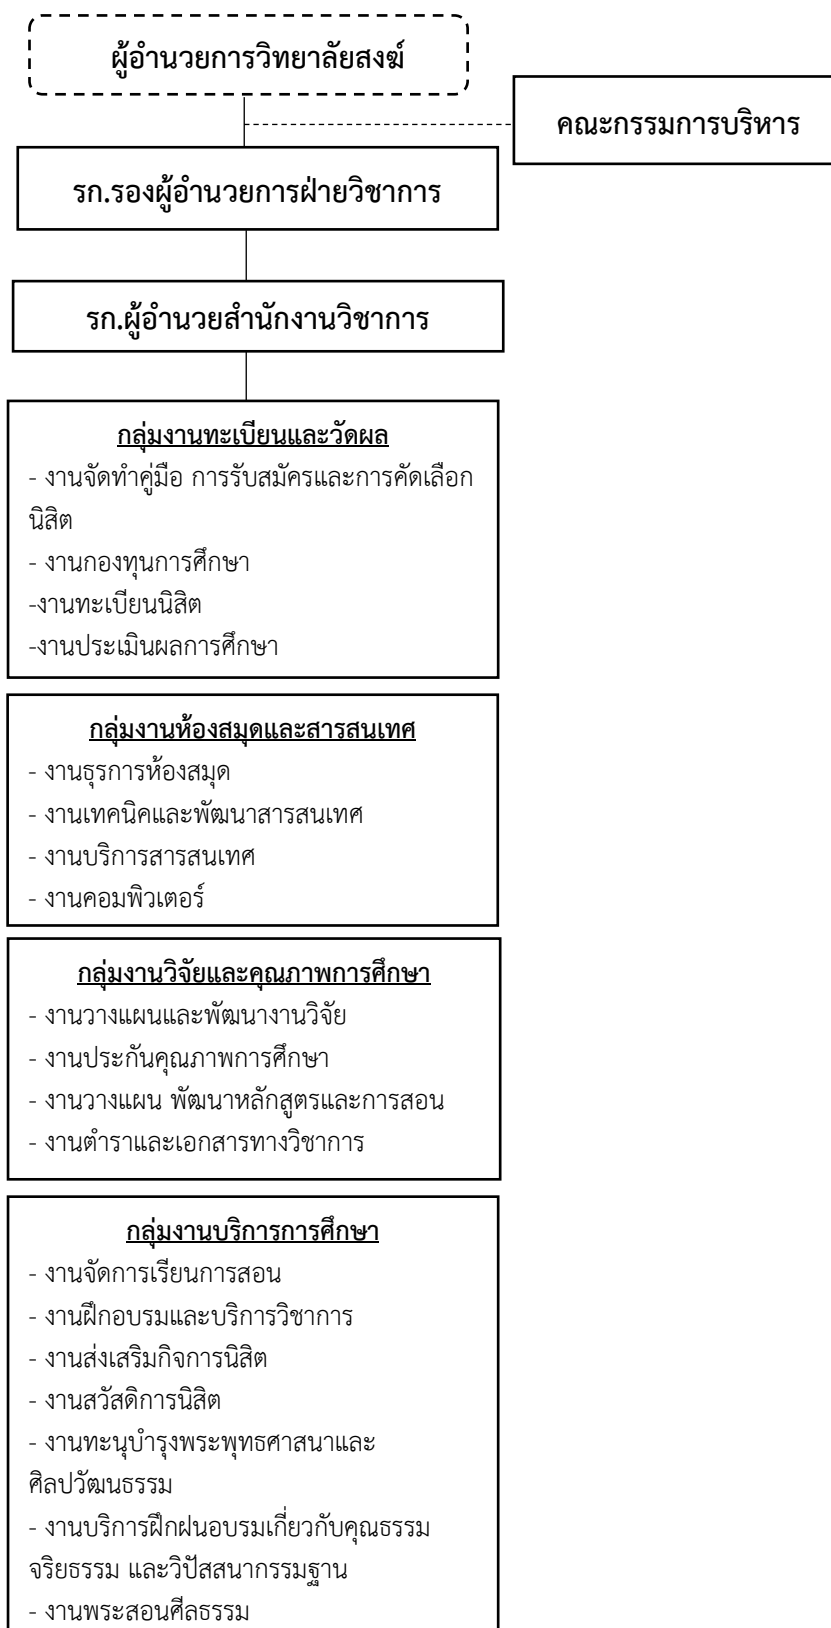 ผู้อำนวยการวิทยาลัยสงฆ์
คณะกรรมการบริหาร
รก.รองผู้อำนวยการฝ่ายวิชาการ
รก.ผู้อำนวยสำนักงานวิชาการ
กลุ่มงานทะเบียนและวัดผล
- งานจัดทำคู่มือ การรับสมัครและการคัดเลือก
นิสิต
- งานกองทุนการศึกษา
-งานทะเบียนนิสิต
-งานประเมินผลการศึกษา
กลุ่มงานห้องสมุดและสารสนเทศ
- งานธุรการห้องสมุด
- งานเทคนิคและพัฒนาสารสนเทศ
- งานบริการสารสนเทศ
- งานคอมพิวเตอร์
กลุ่มงานวิจัยและคุณภาพการศึกษา
- งานวางแผนและพัฒนางานวิจัย
- งานประกันคุณภาพการศึกษา
- งานวางแผน พัฒนาหลักสูตรและการสอน
- งานตำราและเอกสารทางวิชาการ
กลุ่มงานบริการการศึกษา
- งานจัดการเรียนการสอน
- งานฝึกอบรมและบริการวิชาการ
- งานส่งเสริมกิจการนิสิต
- งานสวัสดิการนิสิต
- งานทะนุบำรุงพระพุทธศาสนาและ
ศิลปวัฒนธรรม
- งานบริการฝึกฝนอบรมเกี่ยวกับคุณธรรม
จริยธรรม และวิปัสสนากรรมฐาน
- งานพระสอนศีลธรรม